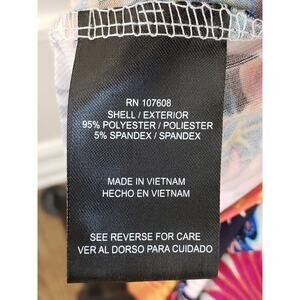 RN 107608
SHELL / EXTERIOR
95% POLYESTER / POLIESTER
5% SPANDEX / SPANDEX
MADE IN VIETNAM
HECHO EN VIETNAM
SEE REVERSE FOR CARE
VER AL DORSO PARA CUIDADO